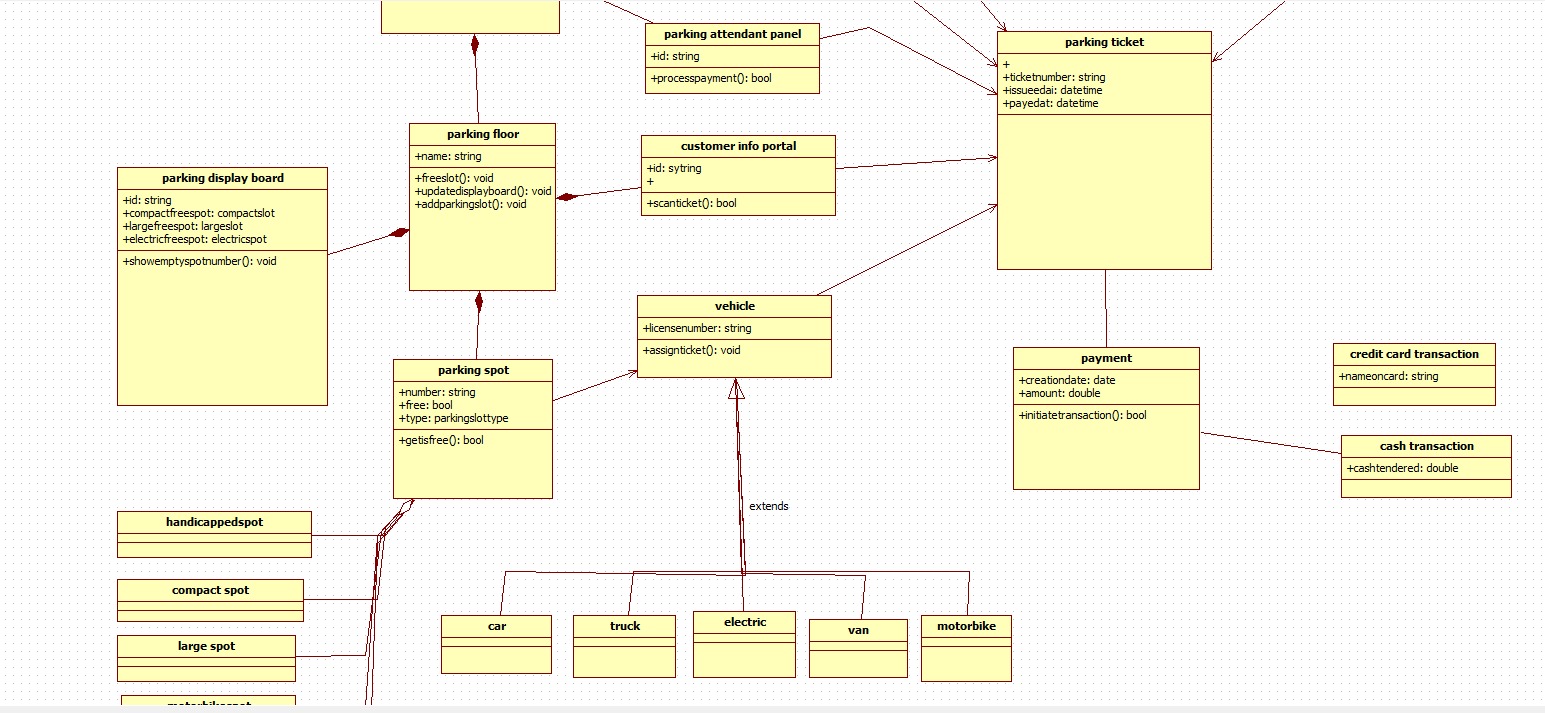 parking attendant panel
+id: string
+processpayment(): bool
parking ticket
+
+ticketnumber: string
+issueedai: datetime
+payedat: datetime
parking floor
+name: string
+freeslot(): void
+updatedisplayboard(): void
+addparkingslot(): void
customer info portal
+id: sytring
+
+scanticket(): bool
parking display board
+id: string
+compactfreespot: compactslot
+largefreespot: largeslot
+electricfreespot: electricspot
+showemptyspotnumber(): void
vehicle
+licensenumber: string
+assignticket(): void
parking spot
+number: string
+free: bool
+type: parkingslottype
+getisfree(): bool
payment
+creationdate: date
+amount: double
+initiatetransaction(): bool
credit card transaction
+nameoncard: string
cash transaction
+cashtendered: double
extends
handicappedspot
compact spot
large spot
motorbikespot
car
truck
electric
van
motorbike